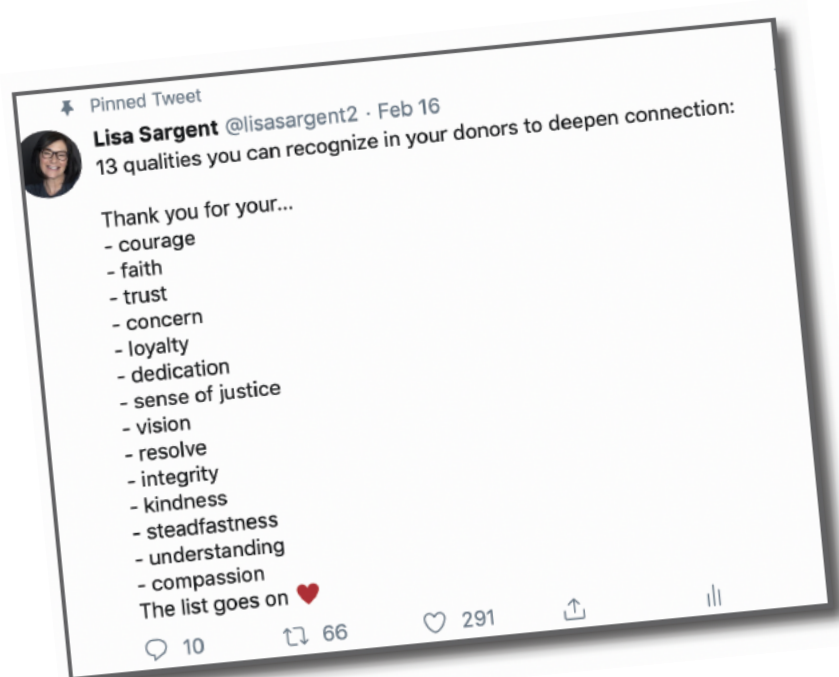 Pinned Tweet
Lisa Sargent @lisasargent2 · Feb 16
13 qualities you can recognize in your donors to deepen connection:
Thank you for your...
- courage
- faith
- trust
- concern
- loyalty
- dedication
- sense of justice
- vision
- resolve
- integrity
- kindness
- steadfastness
- understanding
- compassion
The list goes on ❤️
10 66 291